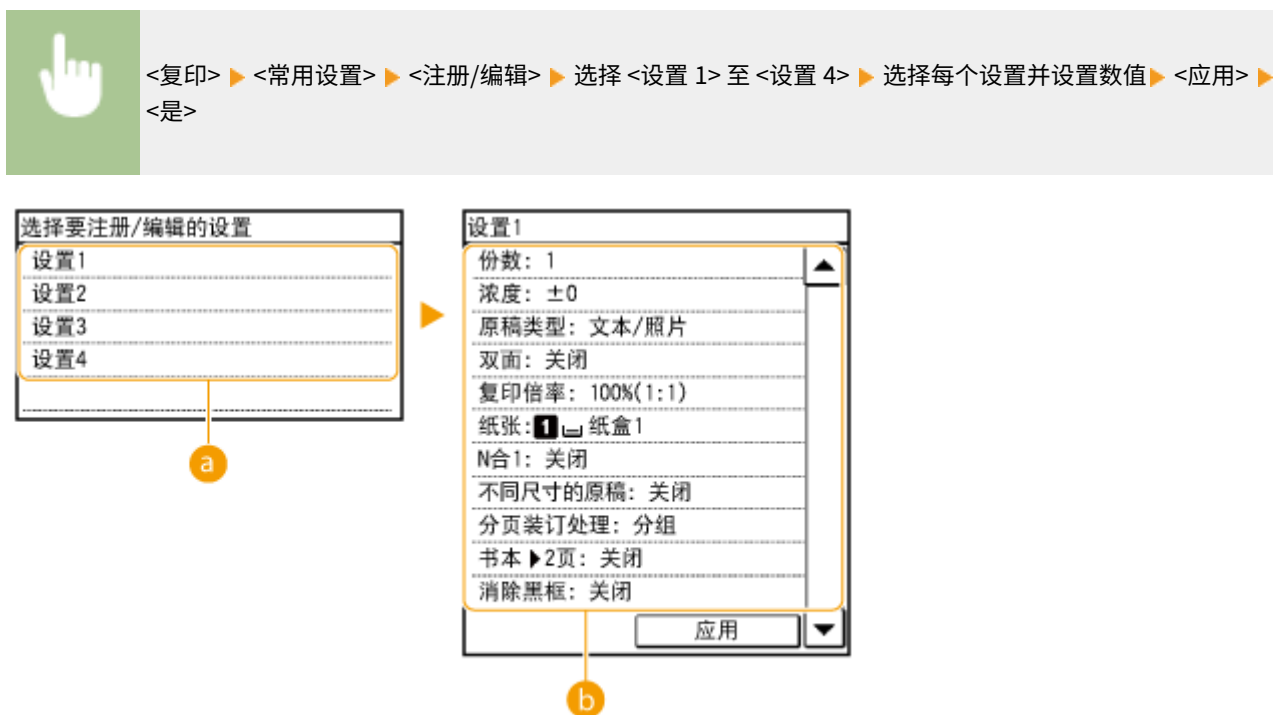 <复印> ▶ <常用设置> ▶ <注册/编辑> ▶ 选择 <设置 1> 至 <设置 4> ▶ 选择每个设置并设置数值▶ <应用> ▶
<是>
选择要注册/编辑的设置
设置1
设置2
设置3
设置4
a
设置1
份数: 1
浓度: ±0
原稿类型: 文本/照片
双面: 关闭
复印倍率: 100%(1:1)
纸张:1 纸盒1
N合1: 关闭
不同尺寸的原稿: 关闭
分页装订处理: 分组
书本▶2页: 关闭
消除黑框: 关闭
应用
b